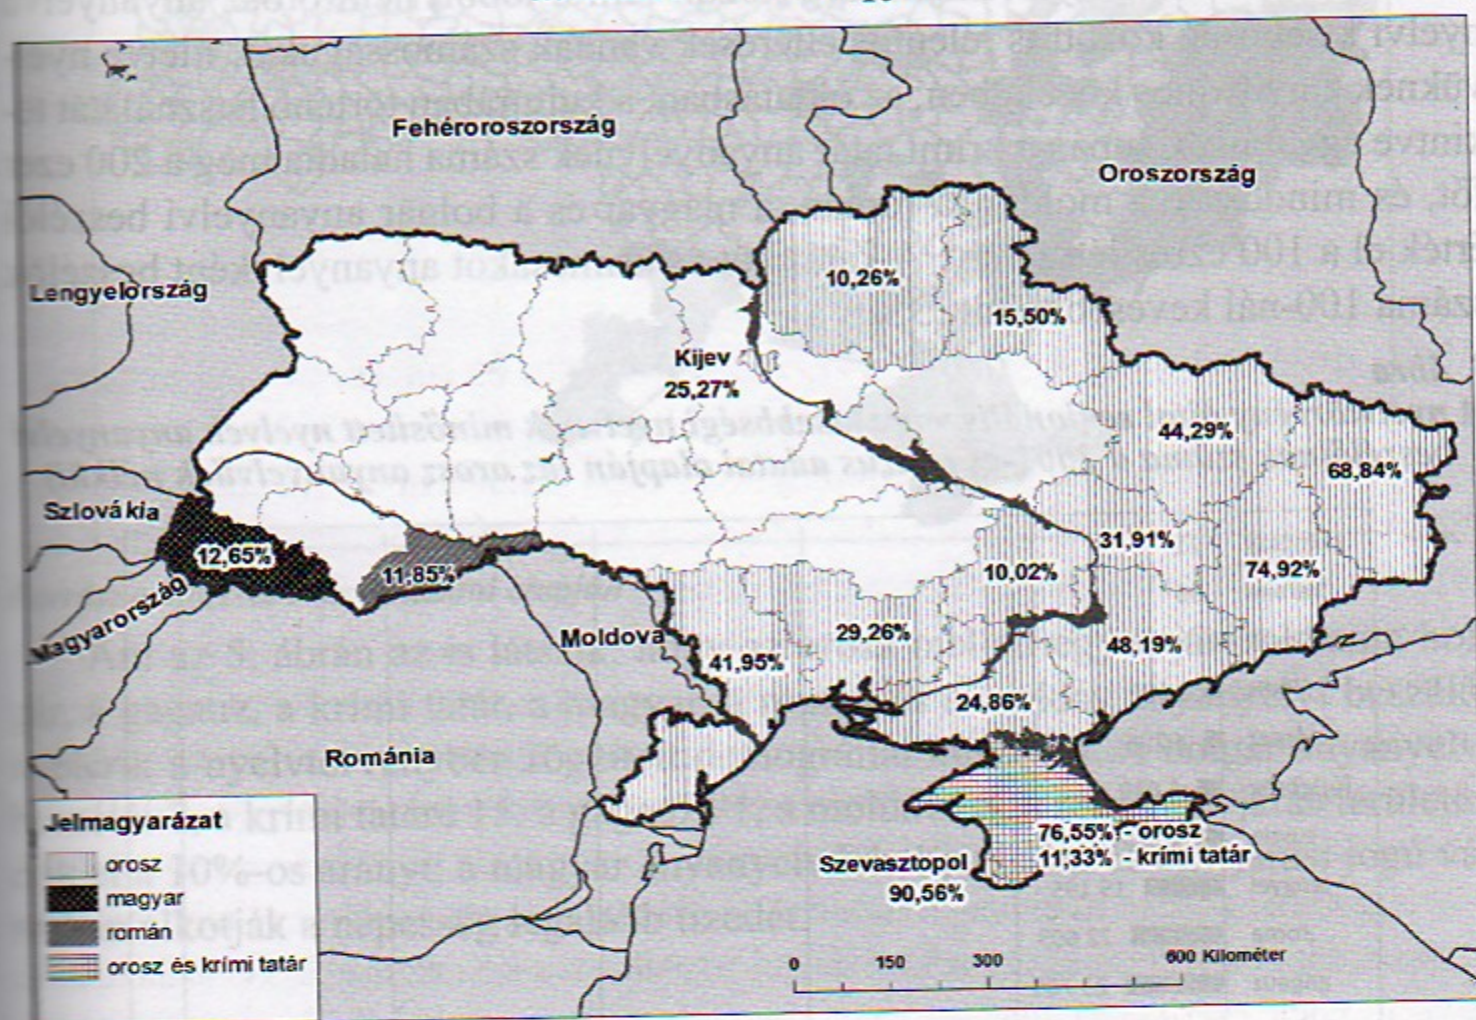 Fehéroroszország
Oroszország
Lengyelország
10,26%
15,50%
Kijev
25,27%
44,29%
68,84%
Szlovákia
12,65%
11,85%
31,91%
10,02%
74,92%
Magyarország
Moldova
29,26%
41,95%
48,19%
24,86%
Románia
76,55% - orosz
11,33% - krími tatár
Szevasztopol
90,56%
Jelmagyarázat
orosz
magyar
román
orosz és krími tatár
0 150 300 600 Kilométer